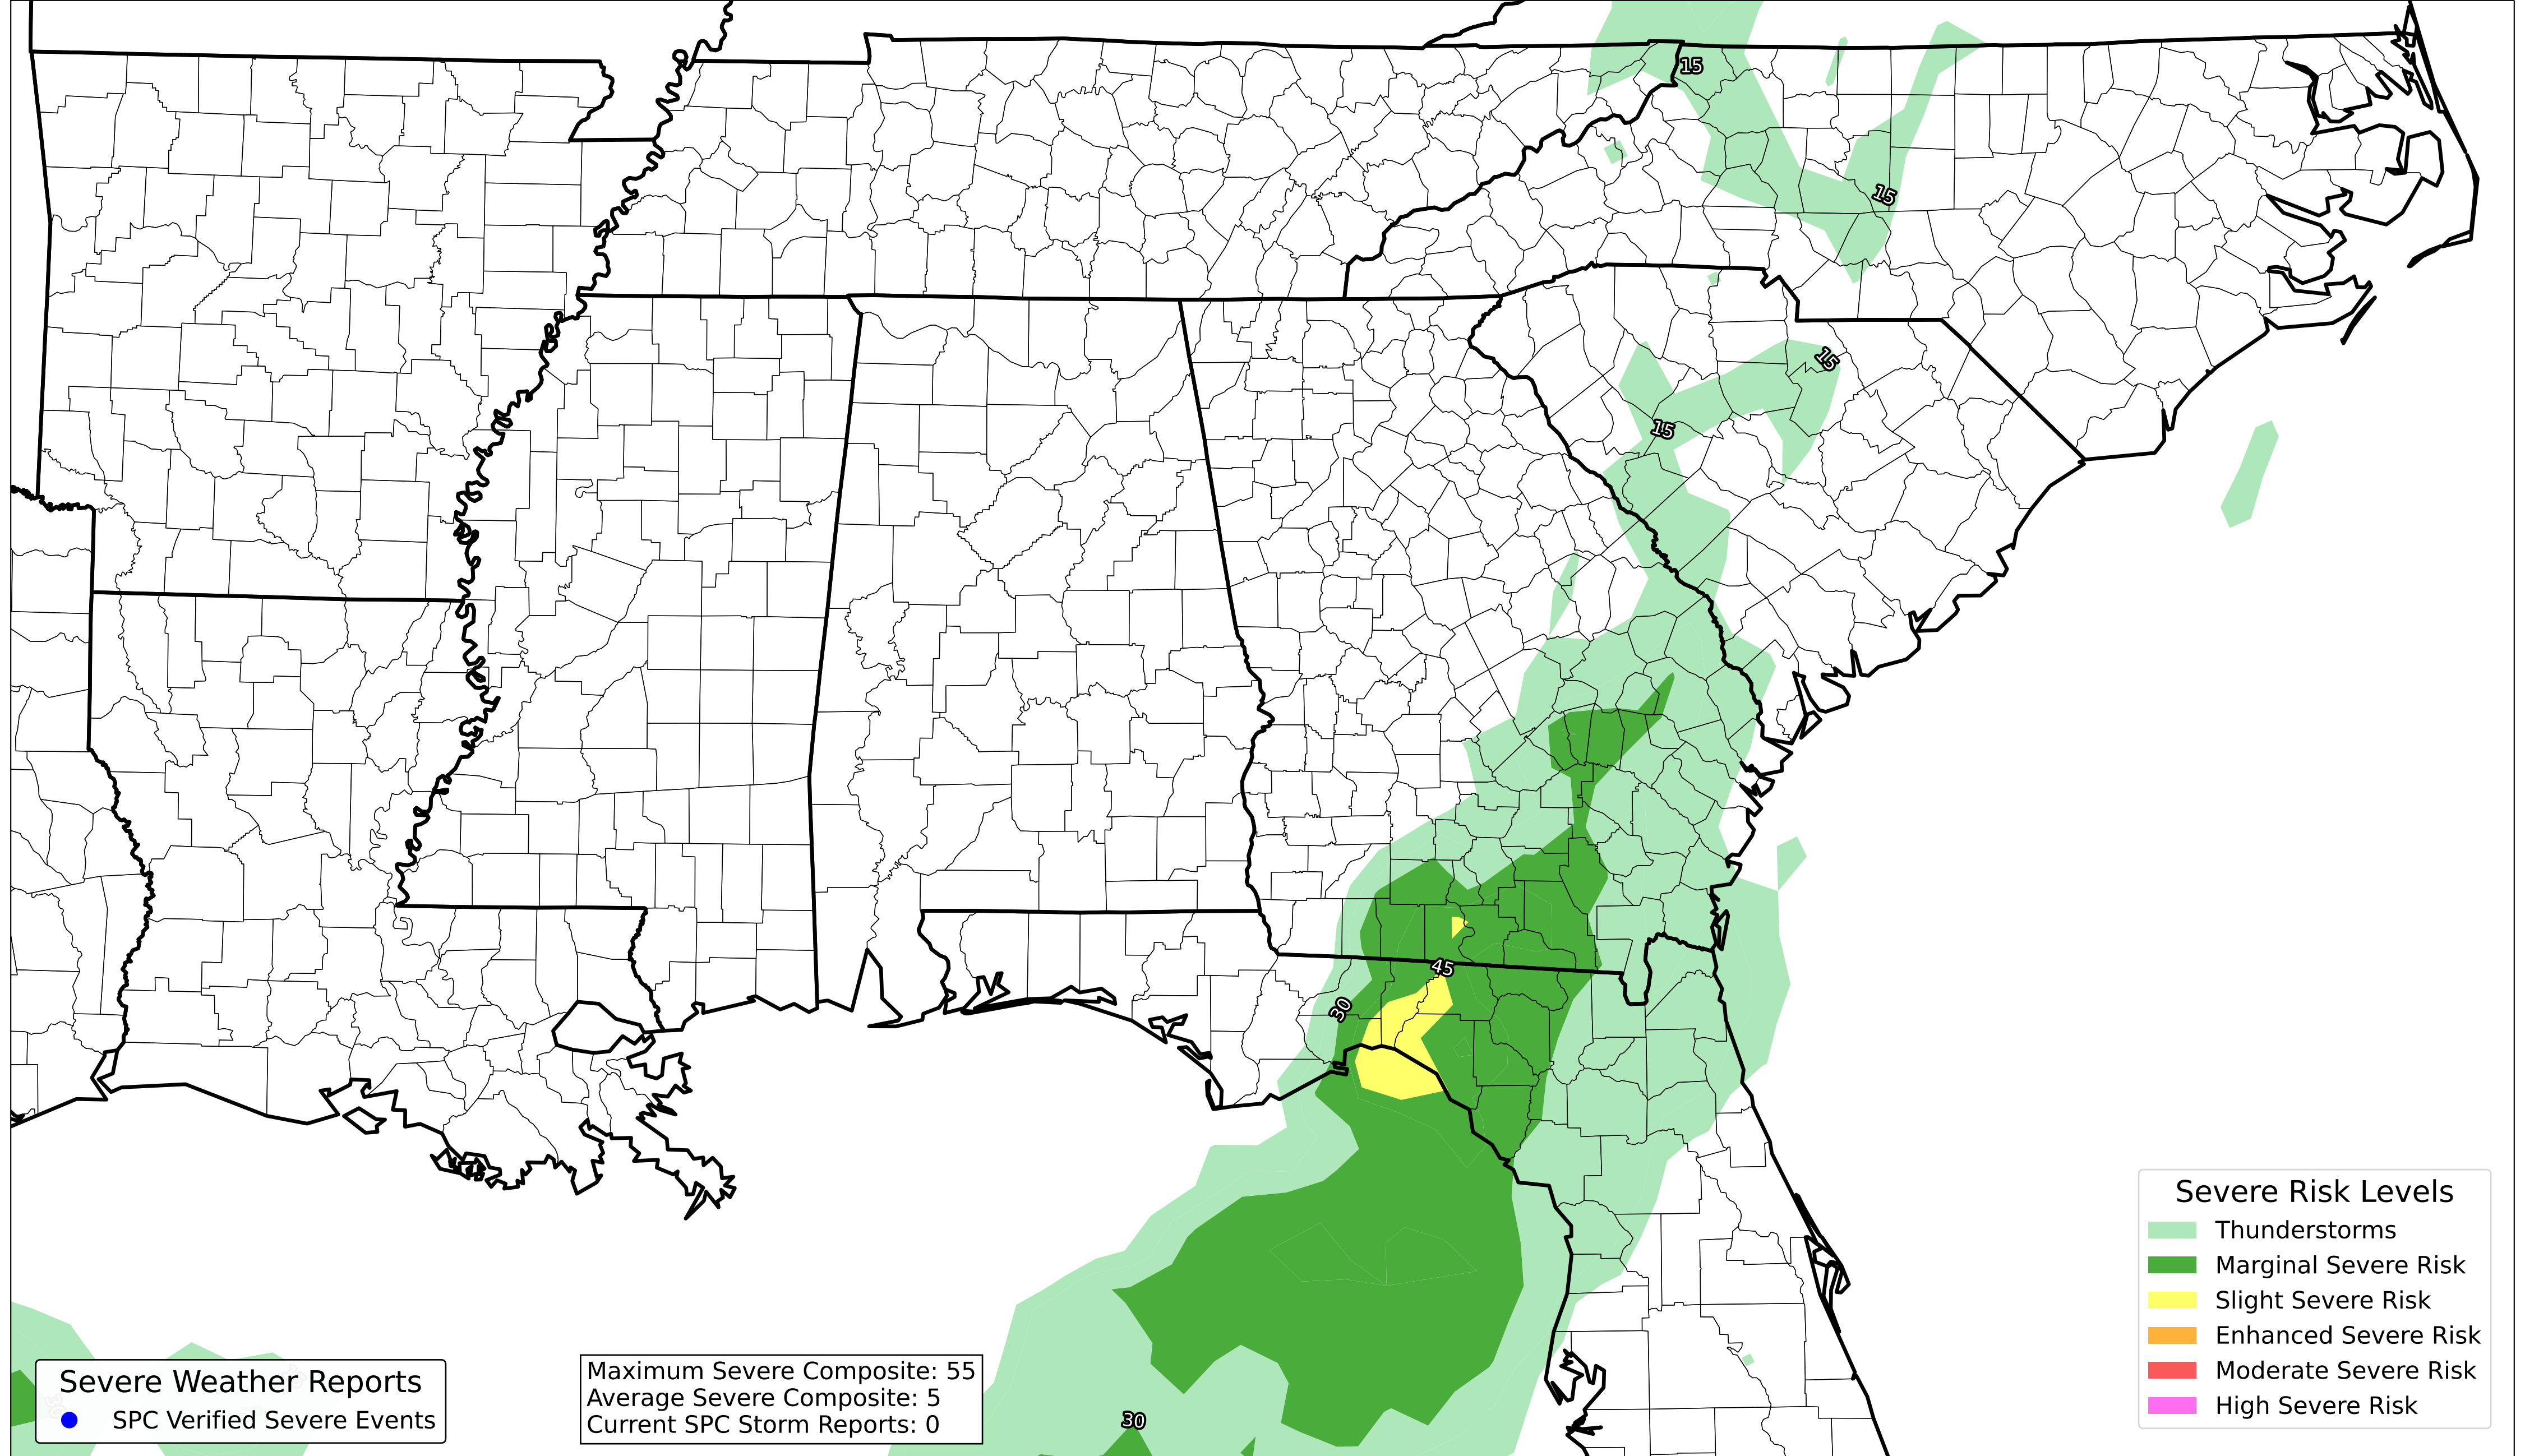 15
15
15
15
45
30
30
Severe Weather Reports
SPC Verified Severe Events
Maximum Severe Composite: 55
Average Severe Composite: 5
Current SPC Storm Reports: 0
Severe Risk Levels
Thunderstorms
Marginal Severe Risk
Slight Severe Risk
Enhanced Severe Risk
Moderate Severe Risk
High Severe Risk